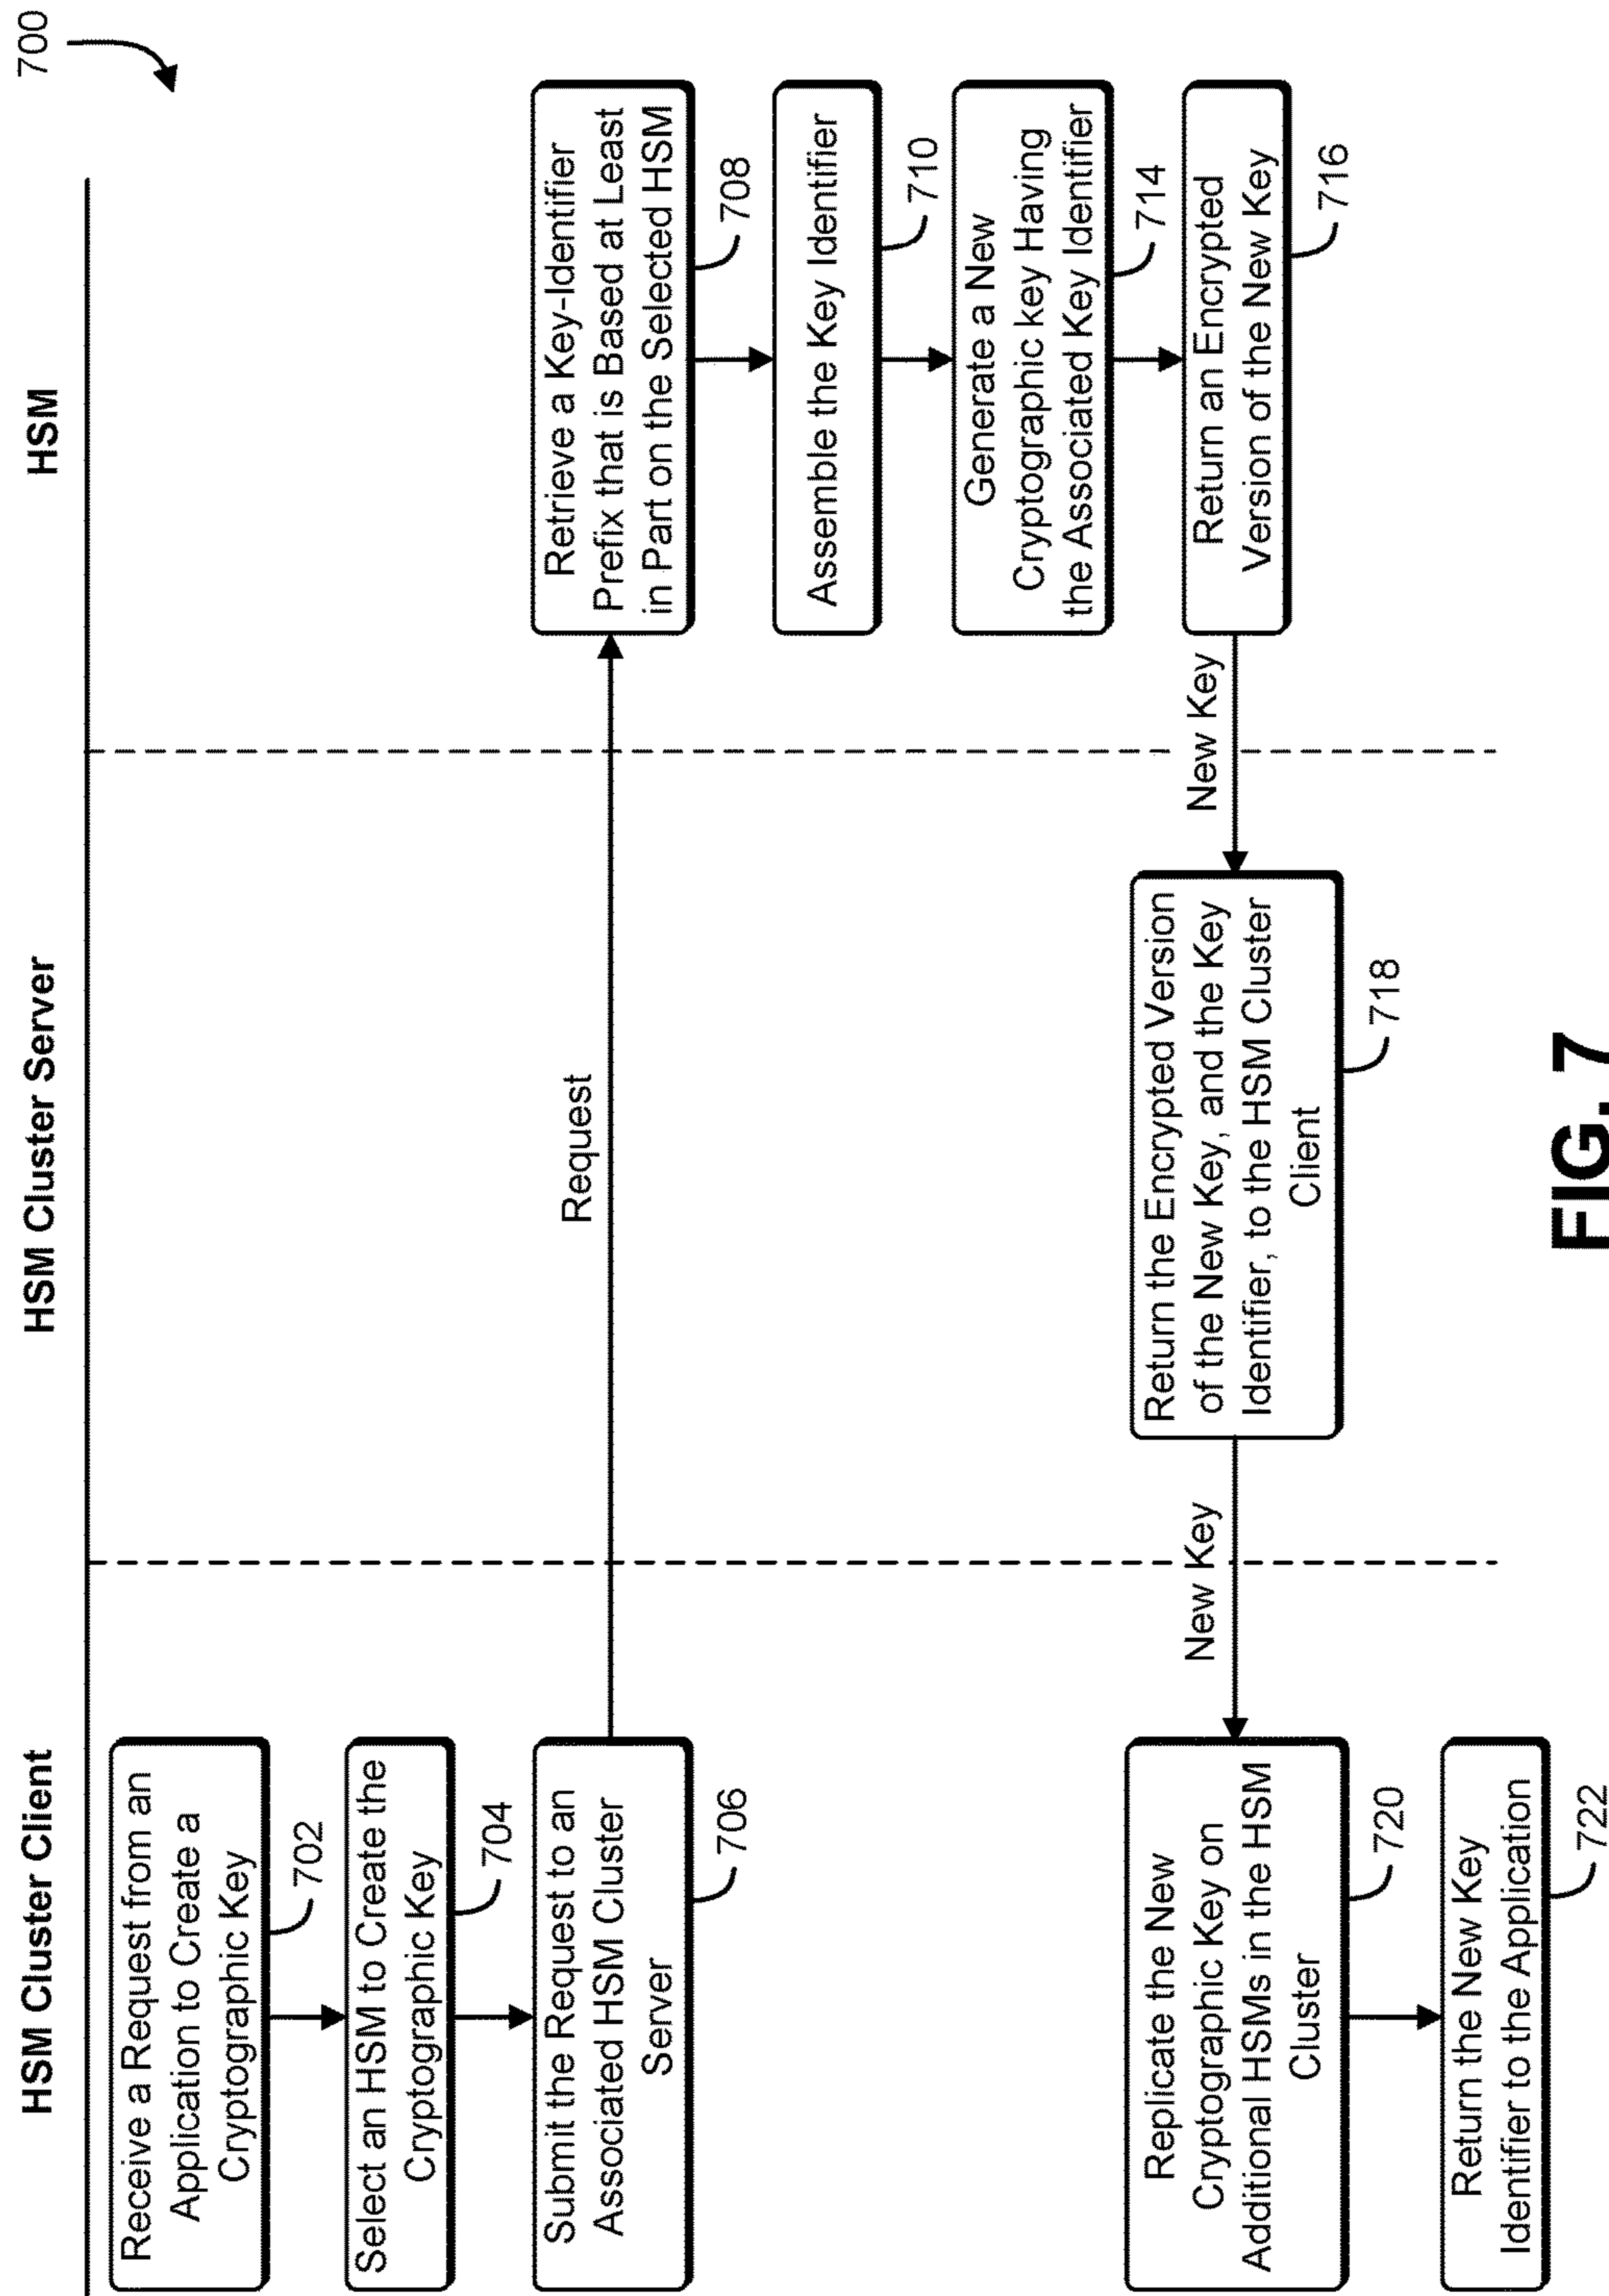 700
HSM Cluster Client
HSM Cluster Server
HSM
Receive a Request from an
Application to Create a
Cryptographic Key
702
Select an HSM to Create the
Cryptographic Key
704
Submit the Request to an
Associated HSM Cluster
Server
706
Request
Retrieve a Key-Identifier
Prefix that is Based at Least
in Part on the Selected HSM
708
Assemble the Key Identifier
710
Generate a New
Cryptographic key Having
the Associated Key Identifier
714
Return an Encrypted
Version of the New Key
716
New Key
Return the Encrypted Version
of the New Key, and the Key
Identifier, to the HSM Cluster
Client
718
New Key
Replicate the New
Cryptographic Key on
Additional HSMs in the HSM
Cluster
720
Return the New Key
Identifier to the Application
722
FIG. 7